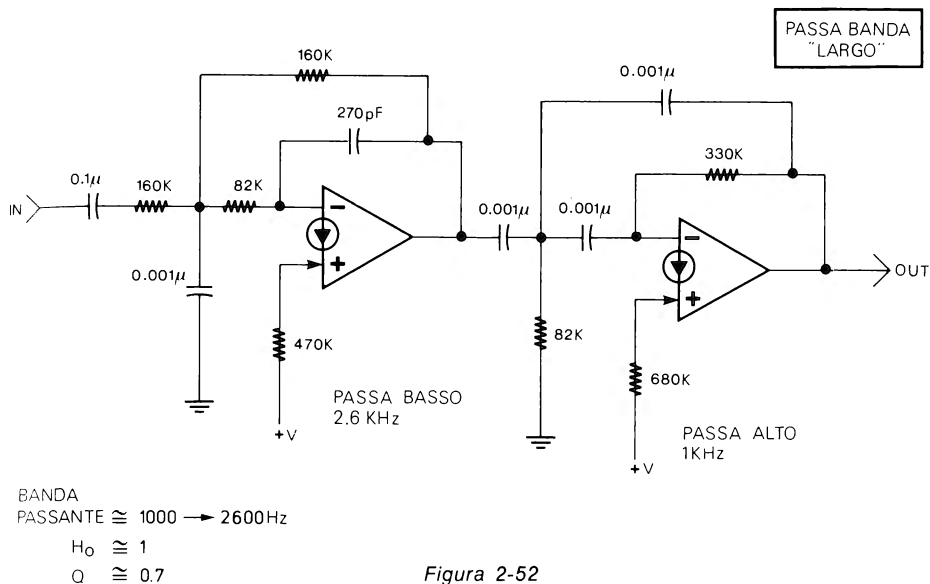 PASSA BANDA
"LARGO"
160K
0.001µ
270pF
330K
0.1µ
160K
82K
0.001µ
0.001µ
IN
−
+
−
+
OUT
0.001µ
470K
82K
680K
PASSA BASSO
2.6 KHz
PASSA ALTO
1KHz
+V
+V
BANDA
PASSANTE ≅ 1000 → 2600Hz
Ho ≅ 1
Q ≅ 0.7
Figura 2-52